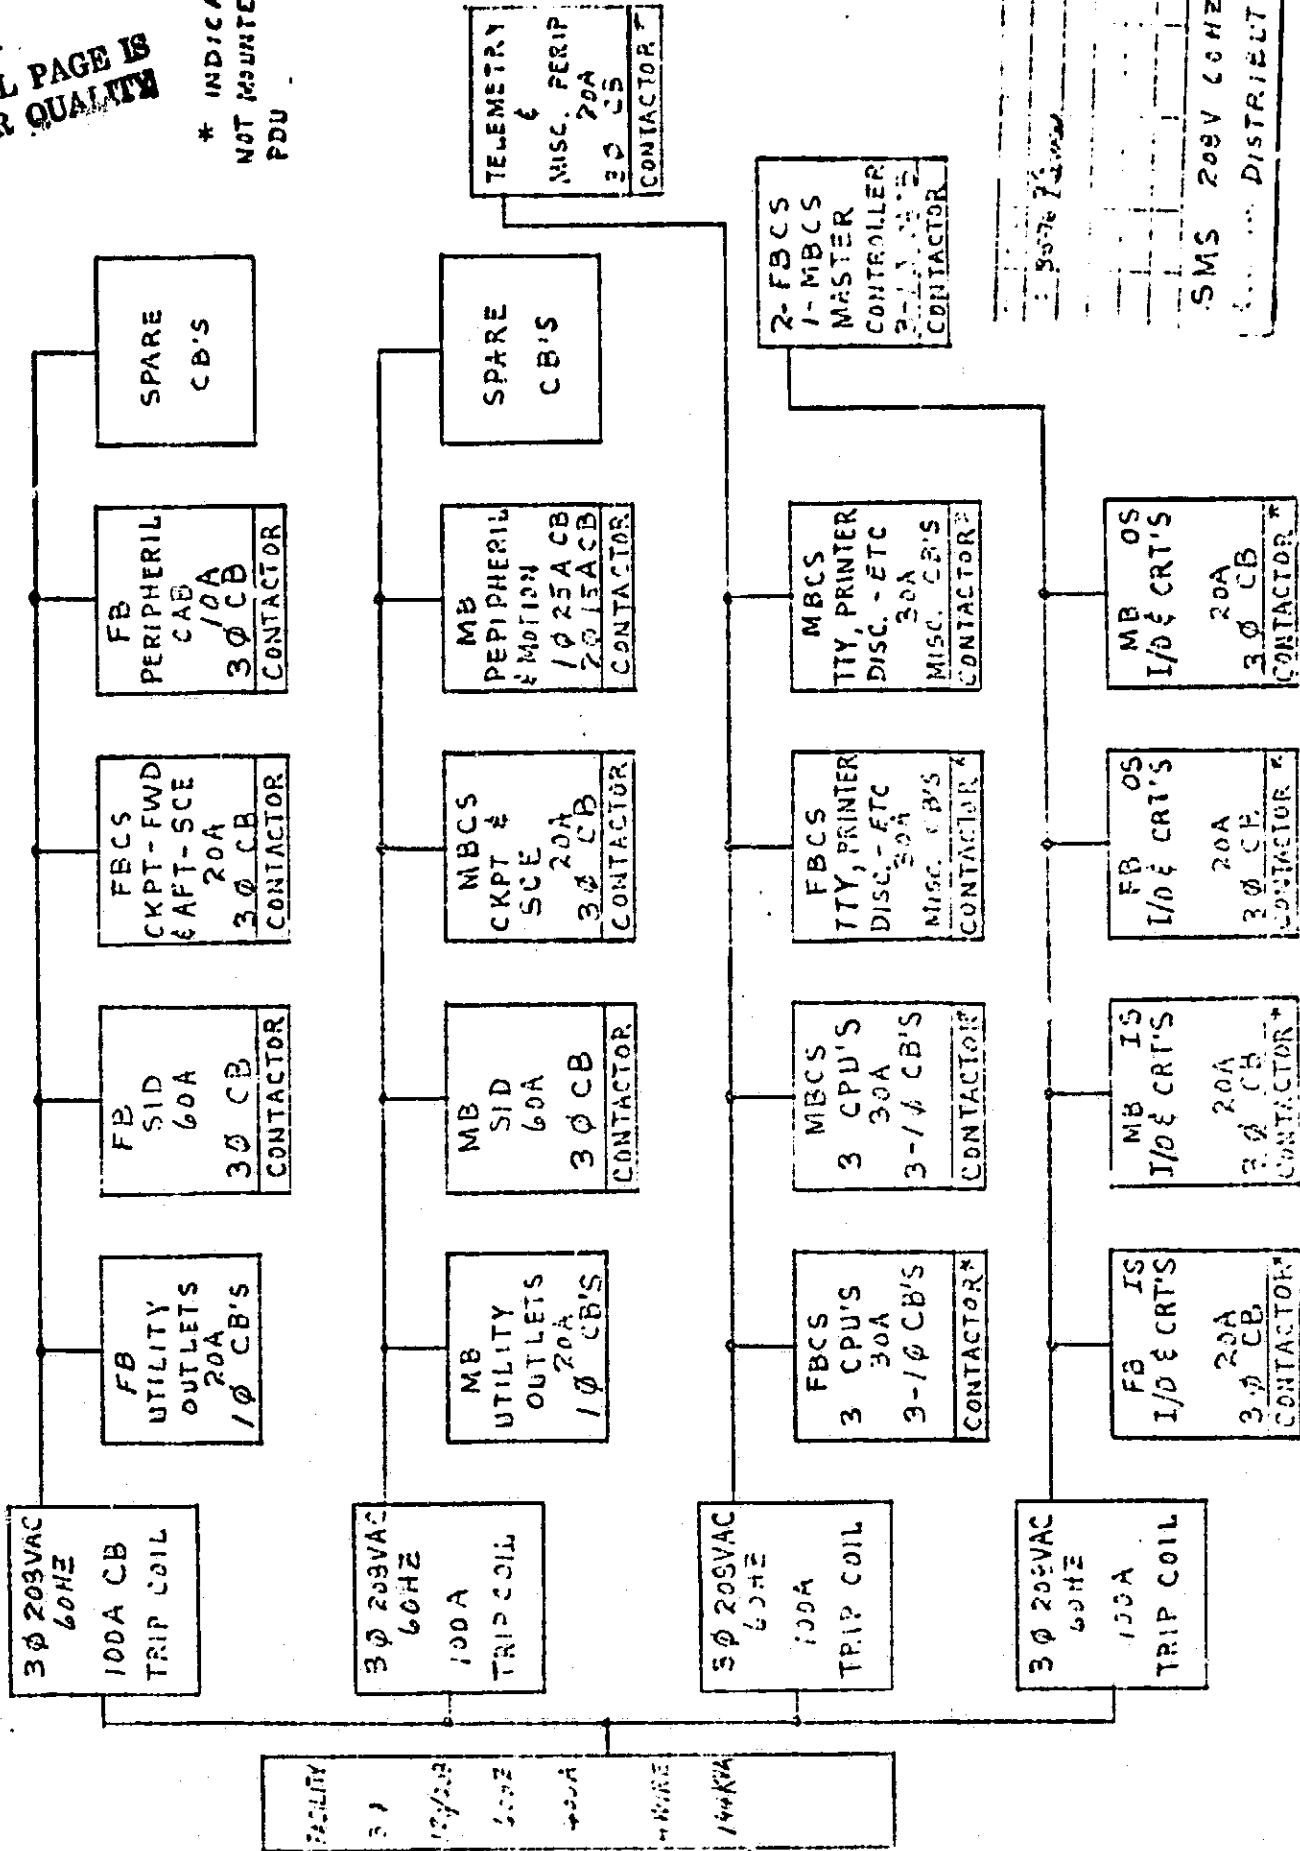 L PAGE IS
R QUALITY
* INDICA
NOT MOUNTE
PDU
FACILITY
4 WIRE
144KVA
3Ø 208VAC
60HZ
100A CB
TRIP COIL
FB
UTILITY
OUTLETS
20A
1Ø CB'S
FB
SID
60A
3Ø CB
CONTACTOR
FBCS
CKPT-FWD
& AFT-SCE
20A
3Ø CB
CONTACTOR
FB
PERIPHERIL
CAB
10A
3Ø CB
CONTACTOR
SPARE
CB'S
3Ø 208VAC
60HZ
100A
TRIP COIL
MB
UTILITY
OUTLETS
20A
1Ø CB'S
MB
SID
60A
3Ø CB
CONTACTOR
MBCS
CKPT &
SCE
20A
3Ø CB
CONTACTOR
MB
PEPIPHERIL
& MOTION
1Ø 25A CB
2Ø 15A CB
CONTACTOR
SPARE
CB'S
3Ø 208VAC
60HZ
100A
TRIP COIL
FBCS
3 CPU'S
30A
3-1Ø CB'S
CONTACTOR*
MBCS
3 CPU'S
30A
3-1Ø CB'S
CONTACTOR*
FBCS
TTY, PRINTER
DISC.-ETC
30A
MISC. CB'S
CONTACTOR*
MBCS
TTY, PRINTER
DISC.-ETC
30A
MISC. CB'S
CONTACTOR*
TELEMETRY
&
MISC. PERIP
20A
3Ø CB
CONTACTOR*
3Ø 208VAC
60HZ
100A
TRIP COIL
FB IS
I/O & CRT'S
20A
3Ø CB
CONTACTOR*
MB IS
I/O & CRT'S
20A
3Ø CB
CONTACTOR*
FB OS
I/O & CRT'S
20A
3Ø CB
CONTACTOR*
MB OS
I/O & CRT'S
20A
3Ø CB
CONTACTOR*
2-FBCS
1-MBCS
MASTER
CONTROLLER
CONTACTOR
SMS 208V 60HZ
DISTRIBUT